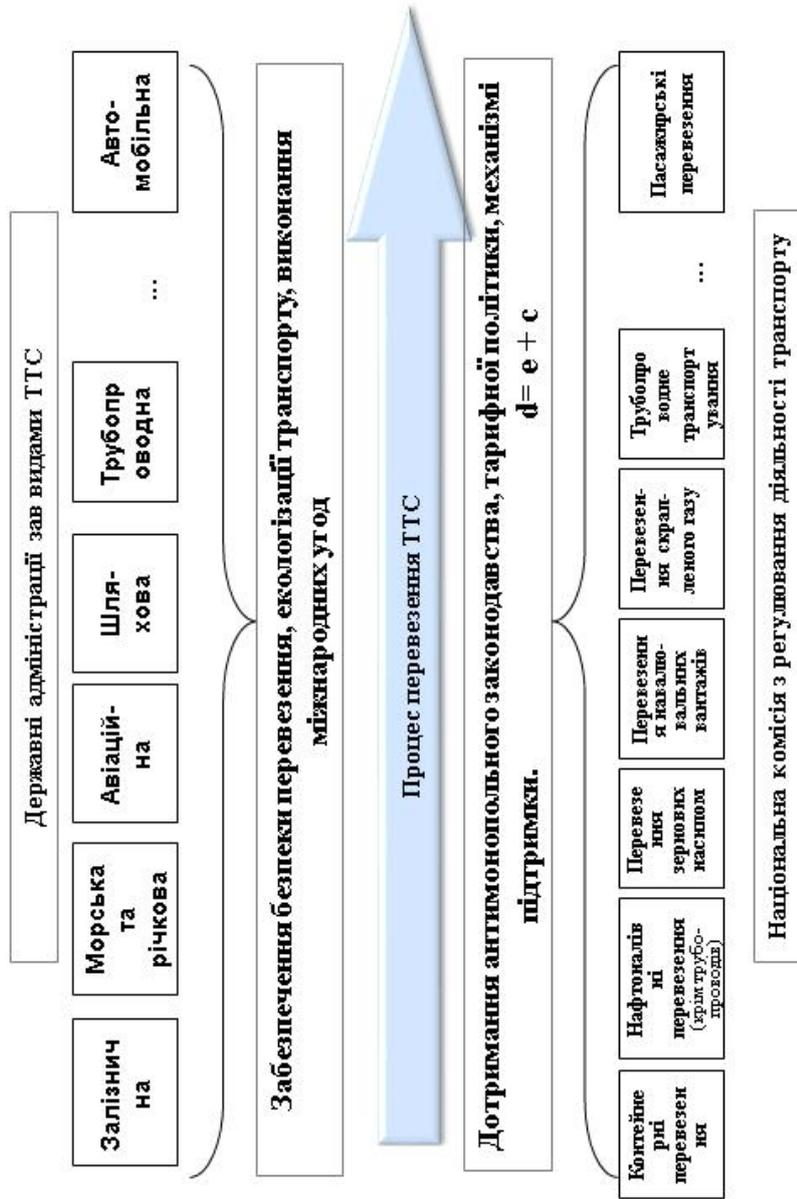 Державні адміністрації зав видами ТТС
Залізнич
на
Морська
та
річкова
Авіацій-
на
Шля-
хова
Трубопр
оводна
...
Авто-
мобільна
Забезпечення безпеки перевезення, екологізації транспорту, виконання
міжнародних угод
Процес перевезення ТТС
Дотримання антимонопольного законодавства, тарифної політики, механізмі
підтримки.
d= e + c
Контейне
рні
перевезен
ня
Нафтоналів
ні
перевезення
(крім трубо-
проводів)
Перевезе
ння
зернових
насипом
Перевезенн
я навалю-
вальних
вантажів
Перевезен-
ня скрап-
леного газу
Трубопро
водне
транспорт
ування
...
Пасажирські
перевезення
Національна комісія з регулювання діяльності транспорту